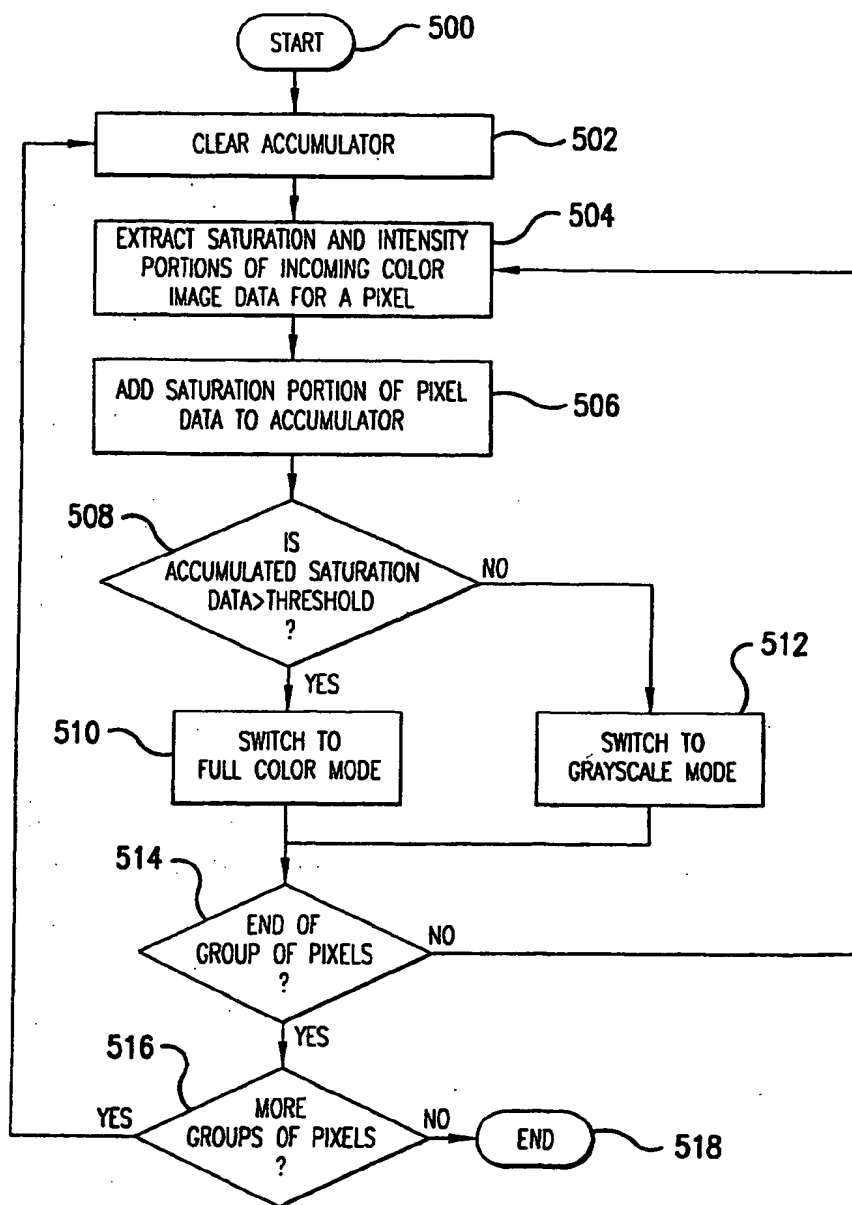 START
500
CLEAR ACCUMULATOR
502
504
EXTRACT SATURATION AND INTENSITY
PORTIONS OF INCOMING COLOR
IMAGE DATA FOR A PIXEL
ADD SATURATION PORTION OF PIXEL
DATA TO ACCUMULATOR
506
508
IS
ACCUMULATED SATURATION
DATA>THRESHOLD
?
NO
YES
512
510
SWITCH TO
FULL COLOR MODE
SWITCH TO
GRAYSCALE MODE
514
END OF
GROUP OF PIXELS
?
NO
YES
516
YES
MORE
GROUPS OF PIXELS
?
NO
END
518